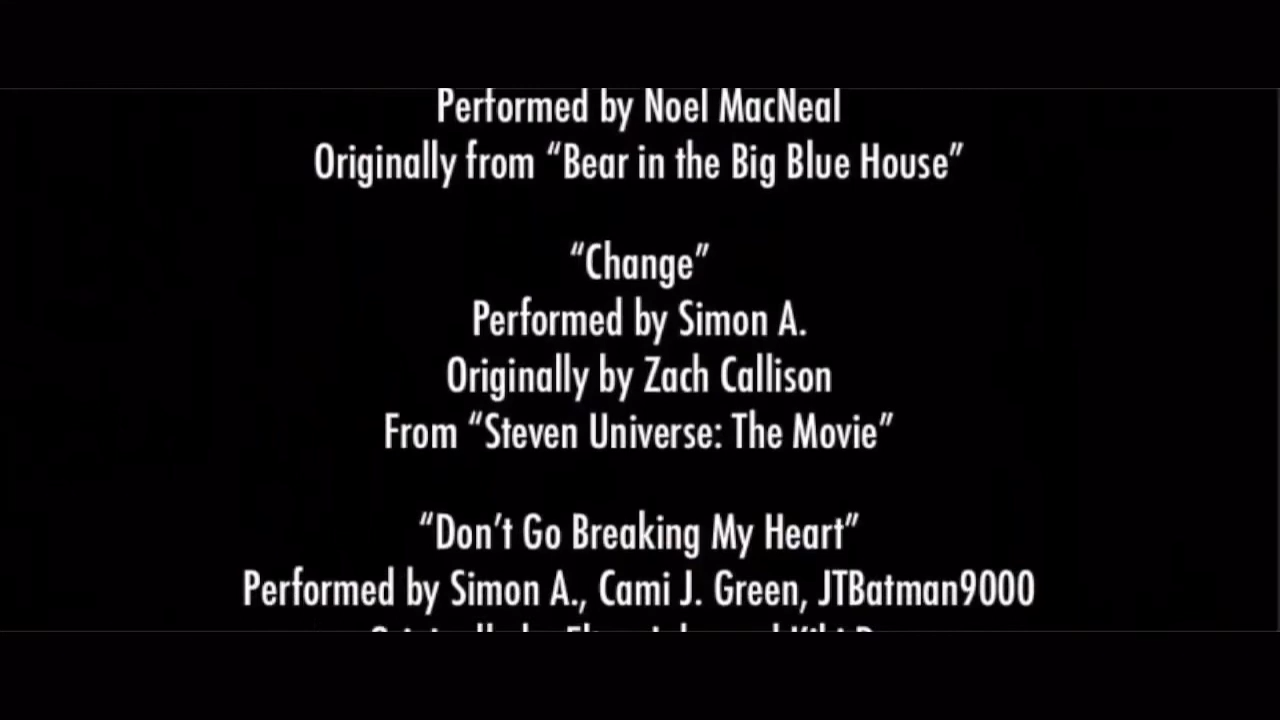 Performed by Noel MacNeal
Originally from “Bear in the Big Blue House”
“Change”
Performed by Simon A.
Originally by Zach Callison
From “Steven Universe: The Movie”
“Don’t Go Breaking My Heart”
Performed by Simon A., Cami J. Green, JTBatman9000